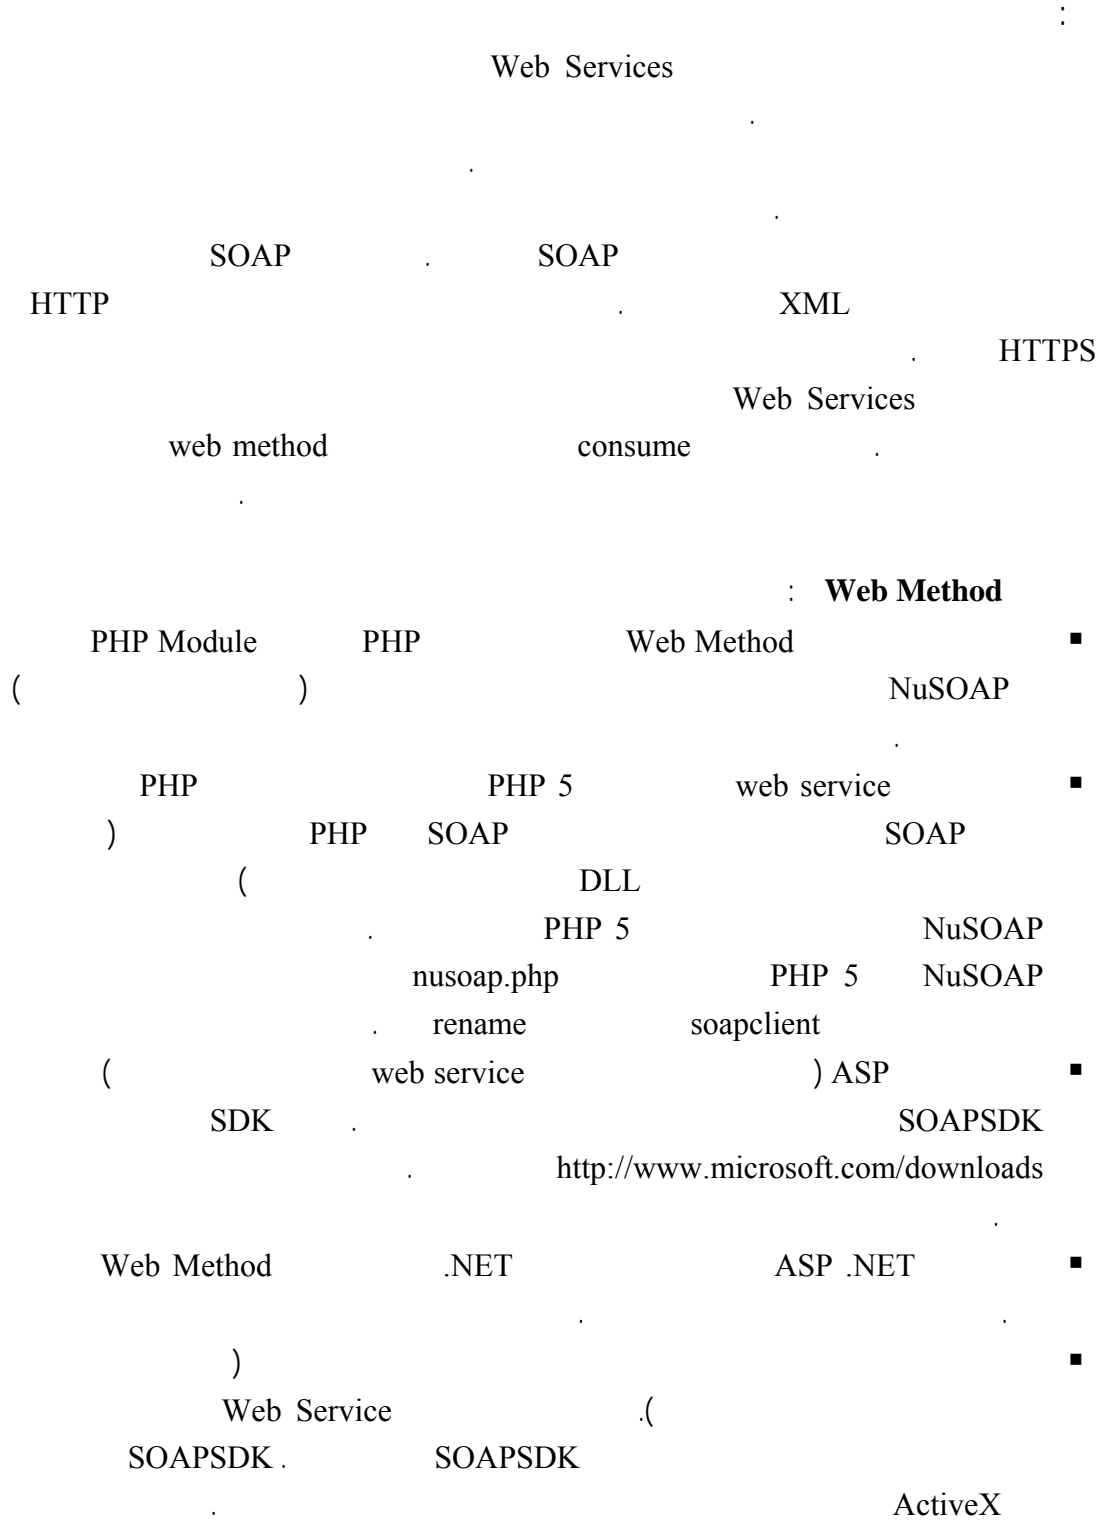 :
Web Services
.
.
.
SOAP . SOAP
XML . HTTP
HTTPS .
Web Services
. consume web method
.
Web Method :
▪ Web Method PHP PHP Module
NuSOAP ( )
.
▪ web service PHP 5 PHP
SOAP SOAP PHP (
DLL )
NuSOAP PHP 5 .
NuSOAP PHP 5 nusoap.php
soapclient rename .
▪ ASP ( web service )
SOAPSDK . SDK
http://www.microsoft.com/downloads .
.
▪ ASP .NET .NET Web Method
. .
▪ (
). Web Service
SOAPSDK . SOAPSDK
ActiveX .